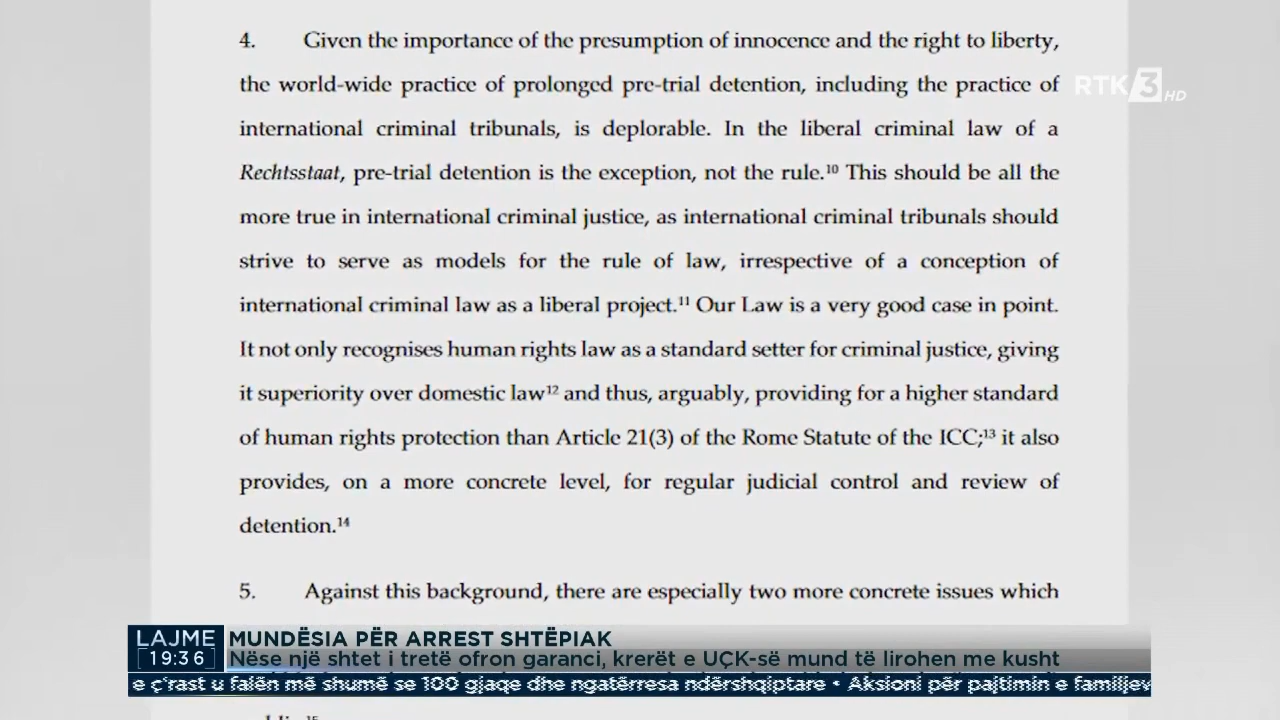 4. Given the importance of the presumption of innocence and the right to liberty,
the world-wide practice of prolonged pre-trial detention, including the practice of
international criminal tribunals, is deplorable. In the liberal criminal law of a
Rechtsstaat, pre-trial detention is the exception, not the rule.¹⁰ This should be all the
more true in international criminal justice, as international criminal tribunals should
strive to serve as models for the rule of law, irrespective of a conception of
international criminal law as a liberal project.¹¹ Our Law is a very good case in point.
It not only recognises human rights law as a standard setter for criminal justice, giving
it superiority over domestic law¹² and thus, arguably, providing for a higher standard
of human rights protection than Article 21(3) of the Rome Statute of the ICC;¹³ it also
provides, on a more concrete level, for regular judicial control and review of
detention.¹⁴
5. Against this background, there are especially two more concrete issues which
RTK 3 HD
LAJME
19:36
MUNDËSIA PËR ARREST SHTËPIAK
Nëse një shtet i tretë ofron garanci, krerët e UÇK-së mund të lirohen me kusht
e ç'rast u falën më shumë se 100 gjaqe dhe ngatërresa ndërshqiptare • Aksioni për pajtimin e familjev
15